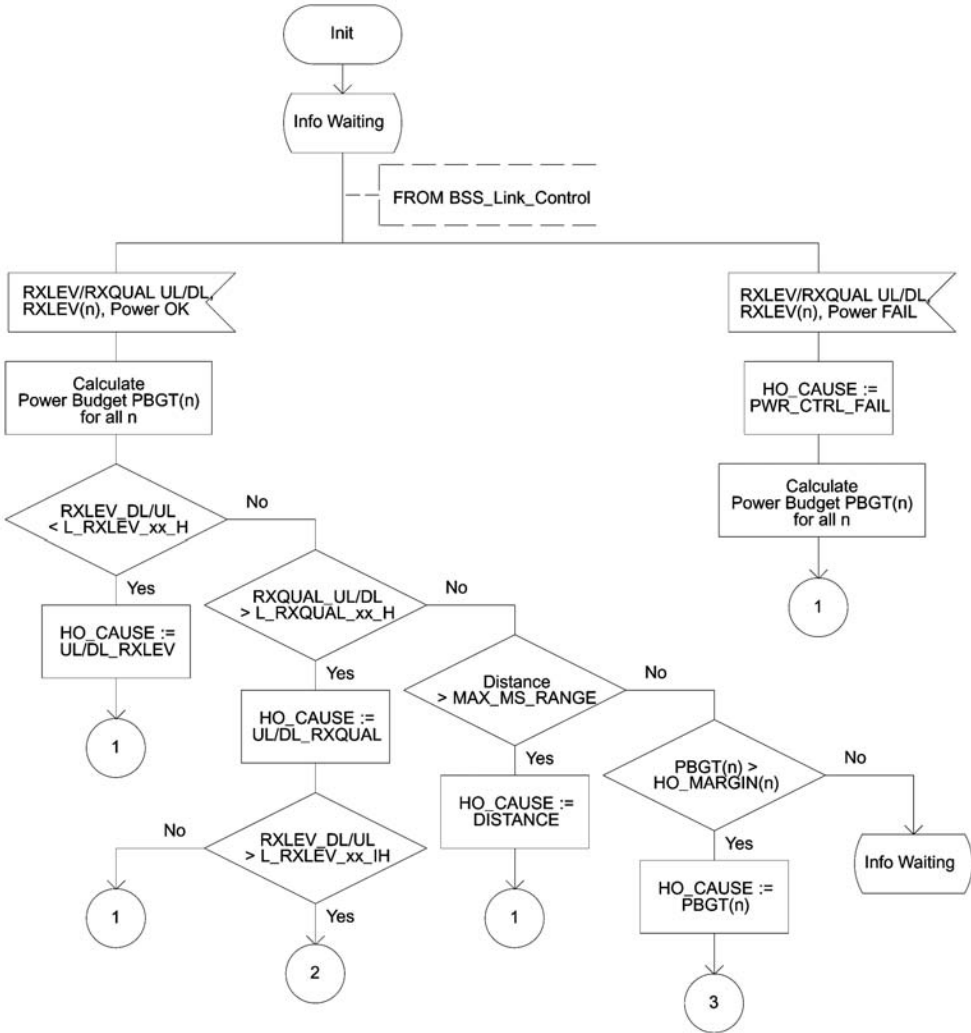 Init
Info Waiting
FROM BSS_Link_Control
RXLEV/RXQUAL UL/DL,
RXLEV(n), Power OK
RXLEV/RXQUAL UL/DL,
RXLEV(n), Power FAIL
Calculate
Power Budget PBGT(n)
for all n
HO_CAUSE :=
PWR_CTRL_FAIL
RXLEV_DL/UL
< L_RXLEV_xx_H
No
Yes
Calculate
Power Budget PBGT(n)
for all n
1
HO_CAUSE :=
UL/DL_RXLEV
1
RXQUAL_UL/DL
> L_RXQUAL_xx_H
No
Yes
HO_CAUSE :=
UL/DL_RXQUAL
Distance
> MAX_MS_RANGE
No
Yes
RXLEV_DL/UL
> L_RXLEV_xx_IH
No
1
Yes
2
HO_CAUSE :=
DISTANCE
1
PBGT(n) >
HO_MARGIN(n)
No
Yes
Info Waiting
HO_CAUSE :=
PBGT(n)
3